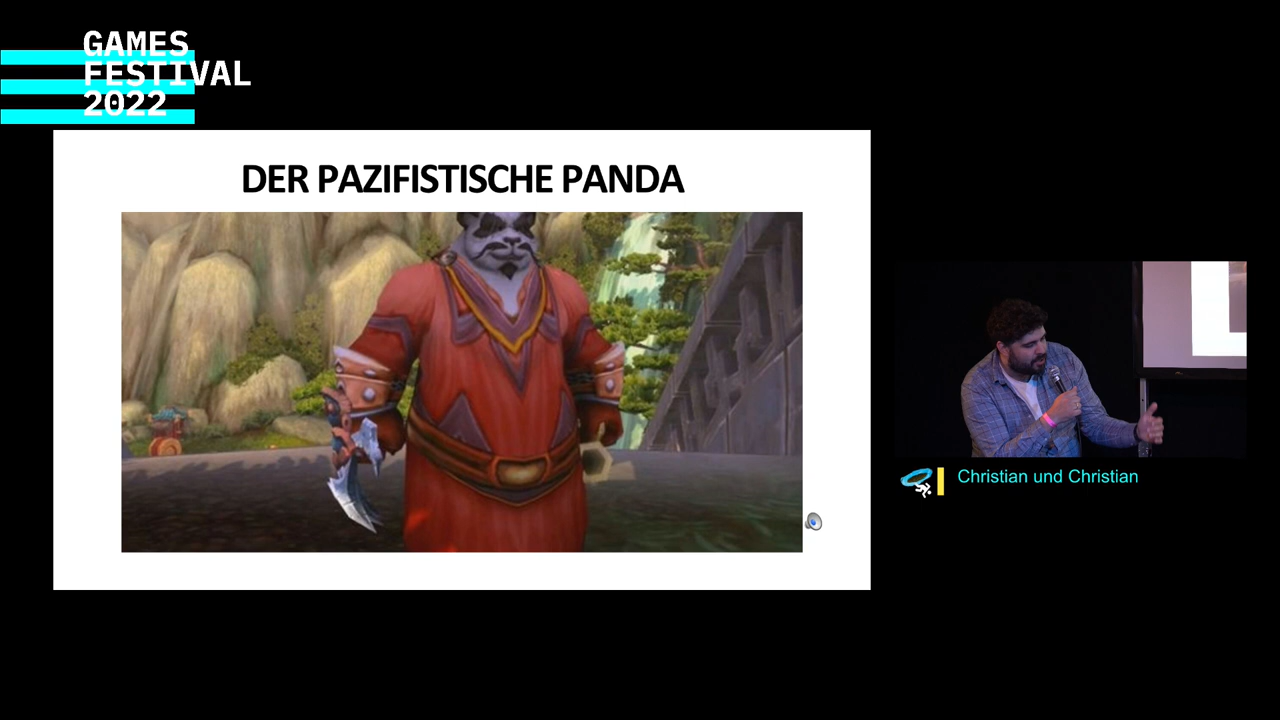 GAMES
FESTIVAL
2022
DER PAZIFISTISCHE PANDA
Christian und Christian